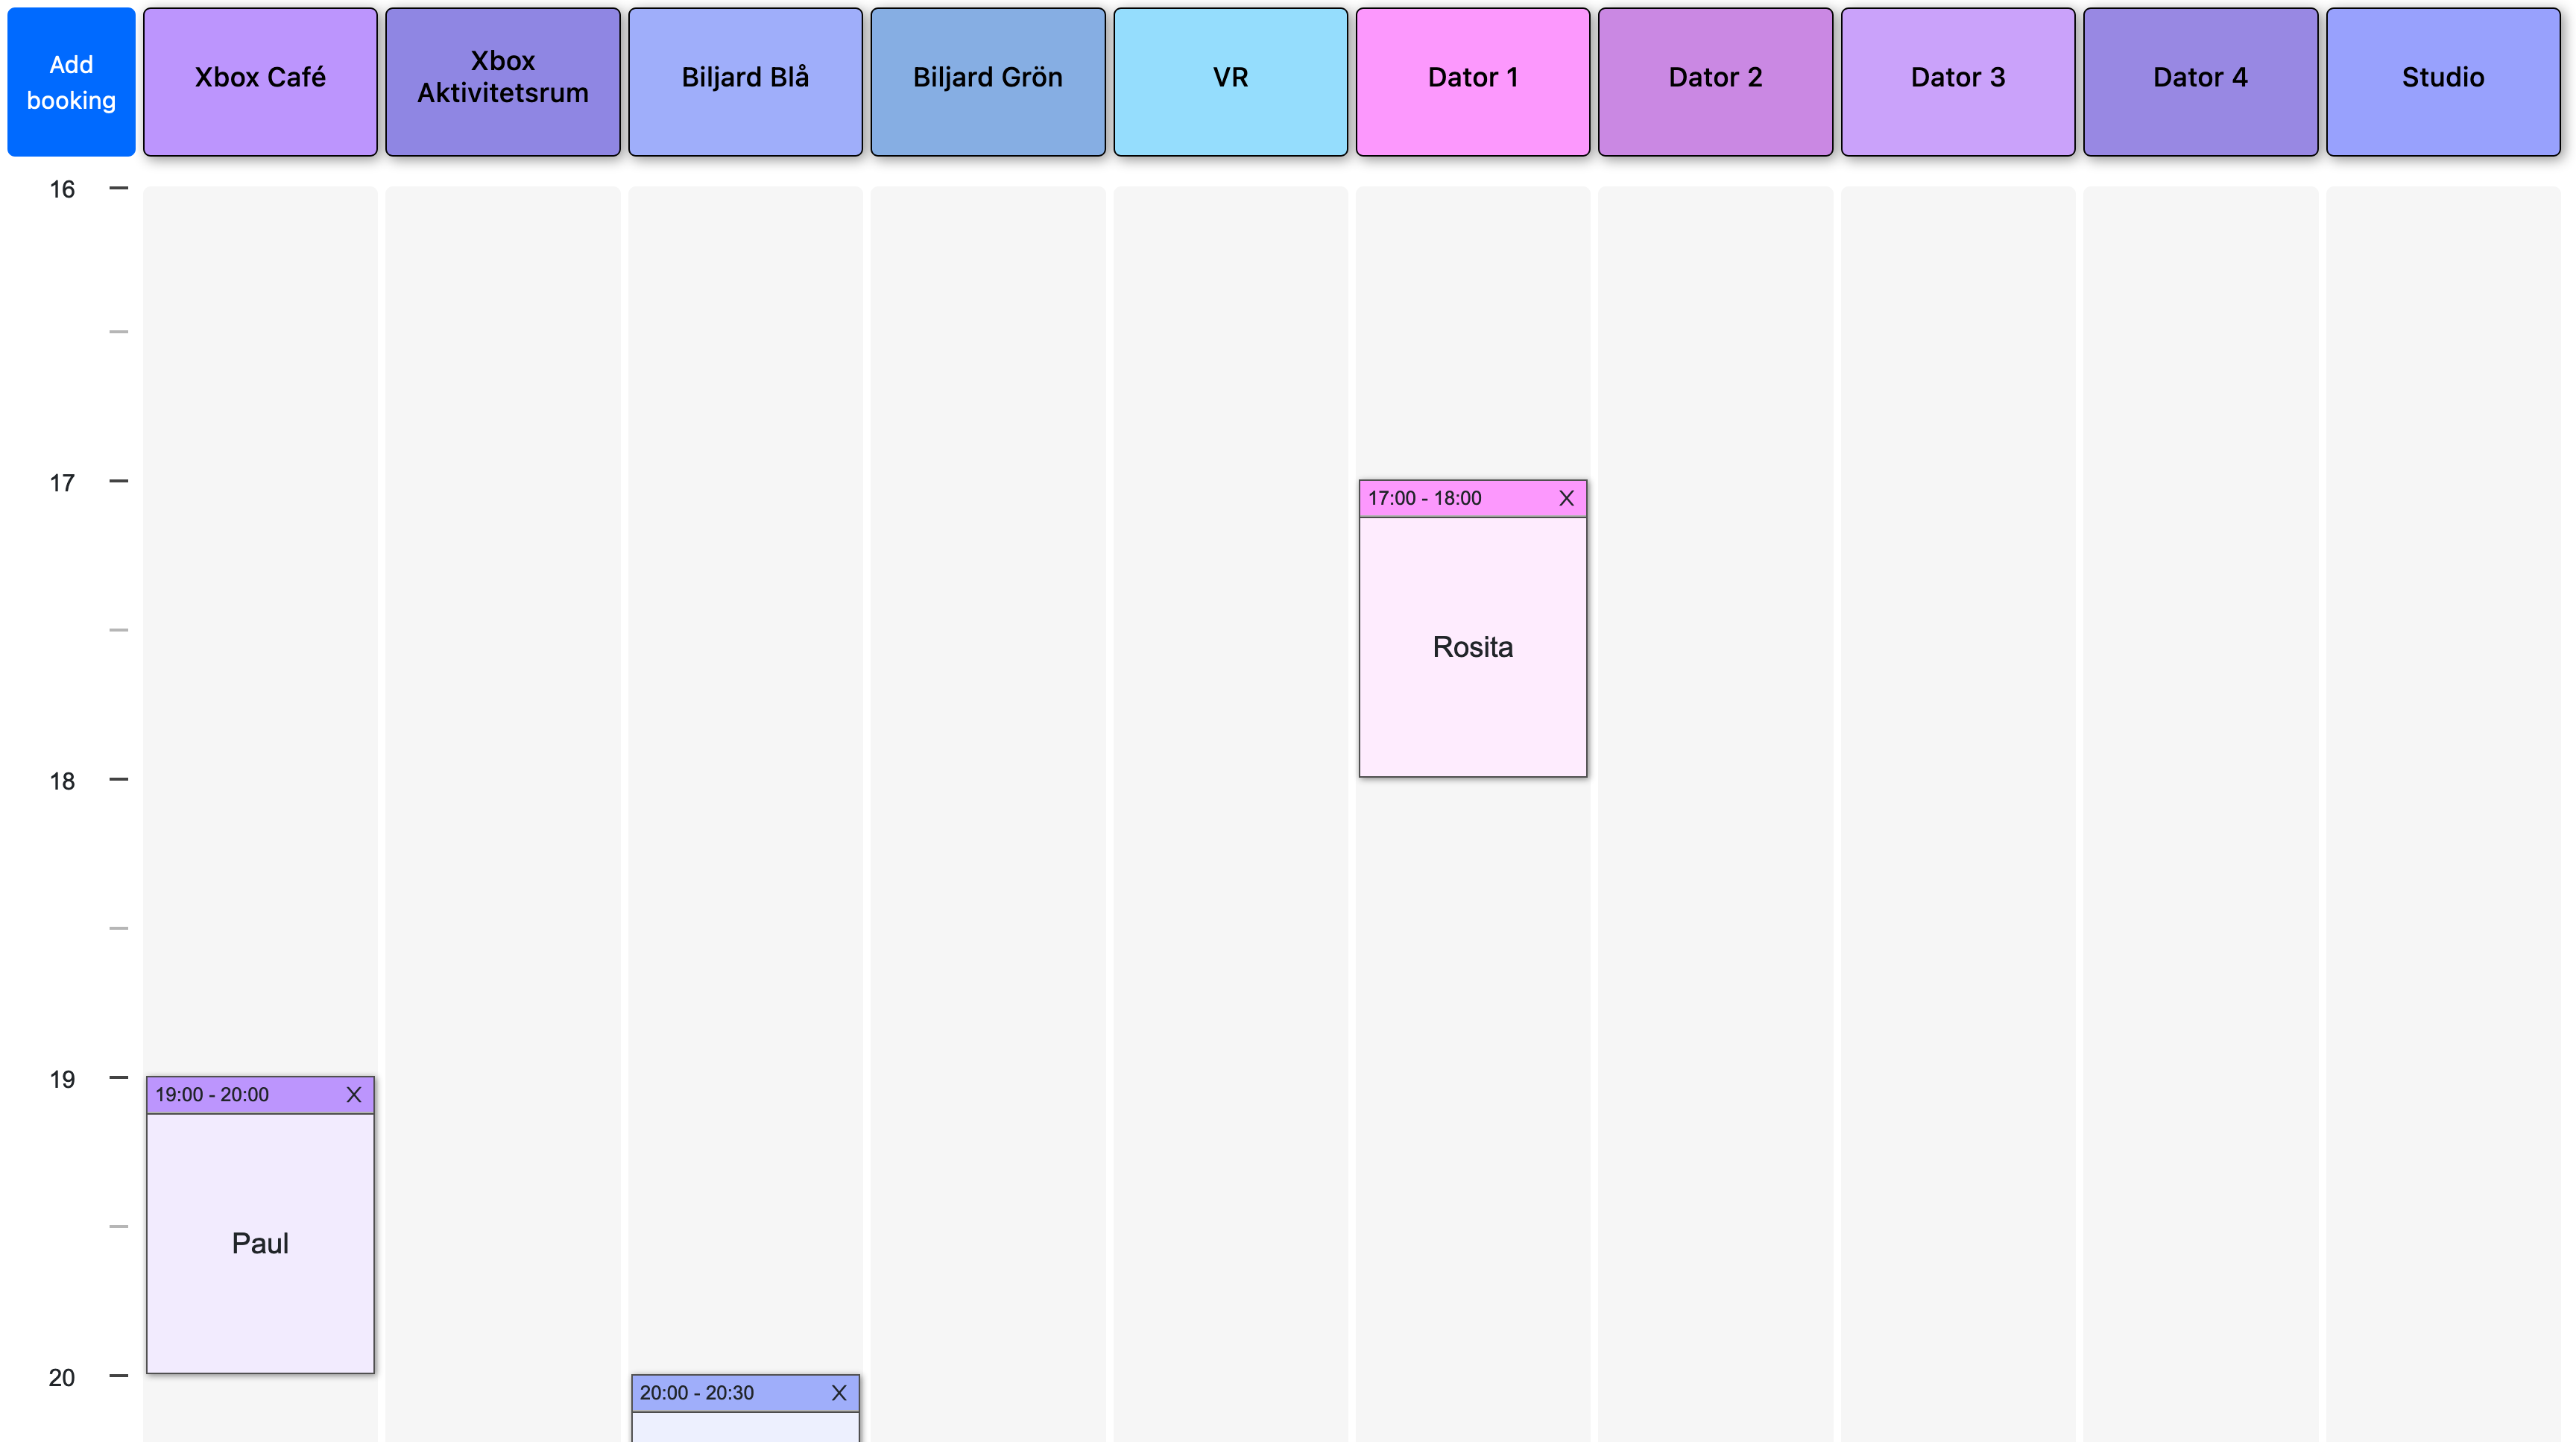 Add
booking
Xbox Café
Xbox
Aktivitetsrum
Biljard Blå
Biljard Grön
VR
Dator 1
Dator 2
Dator 3
Dator 4
Studio
16
17
17:00 - 18:00 X
Rosita
18
19
19:00 - 20:00 X
Paul
20
20:00 - 20:30 X